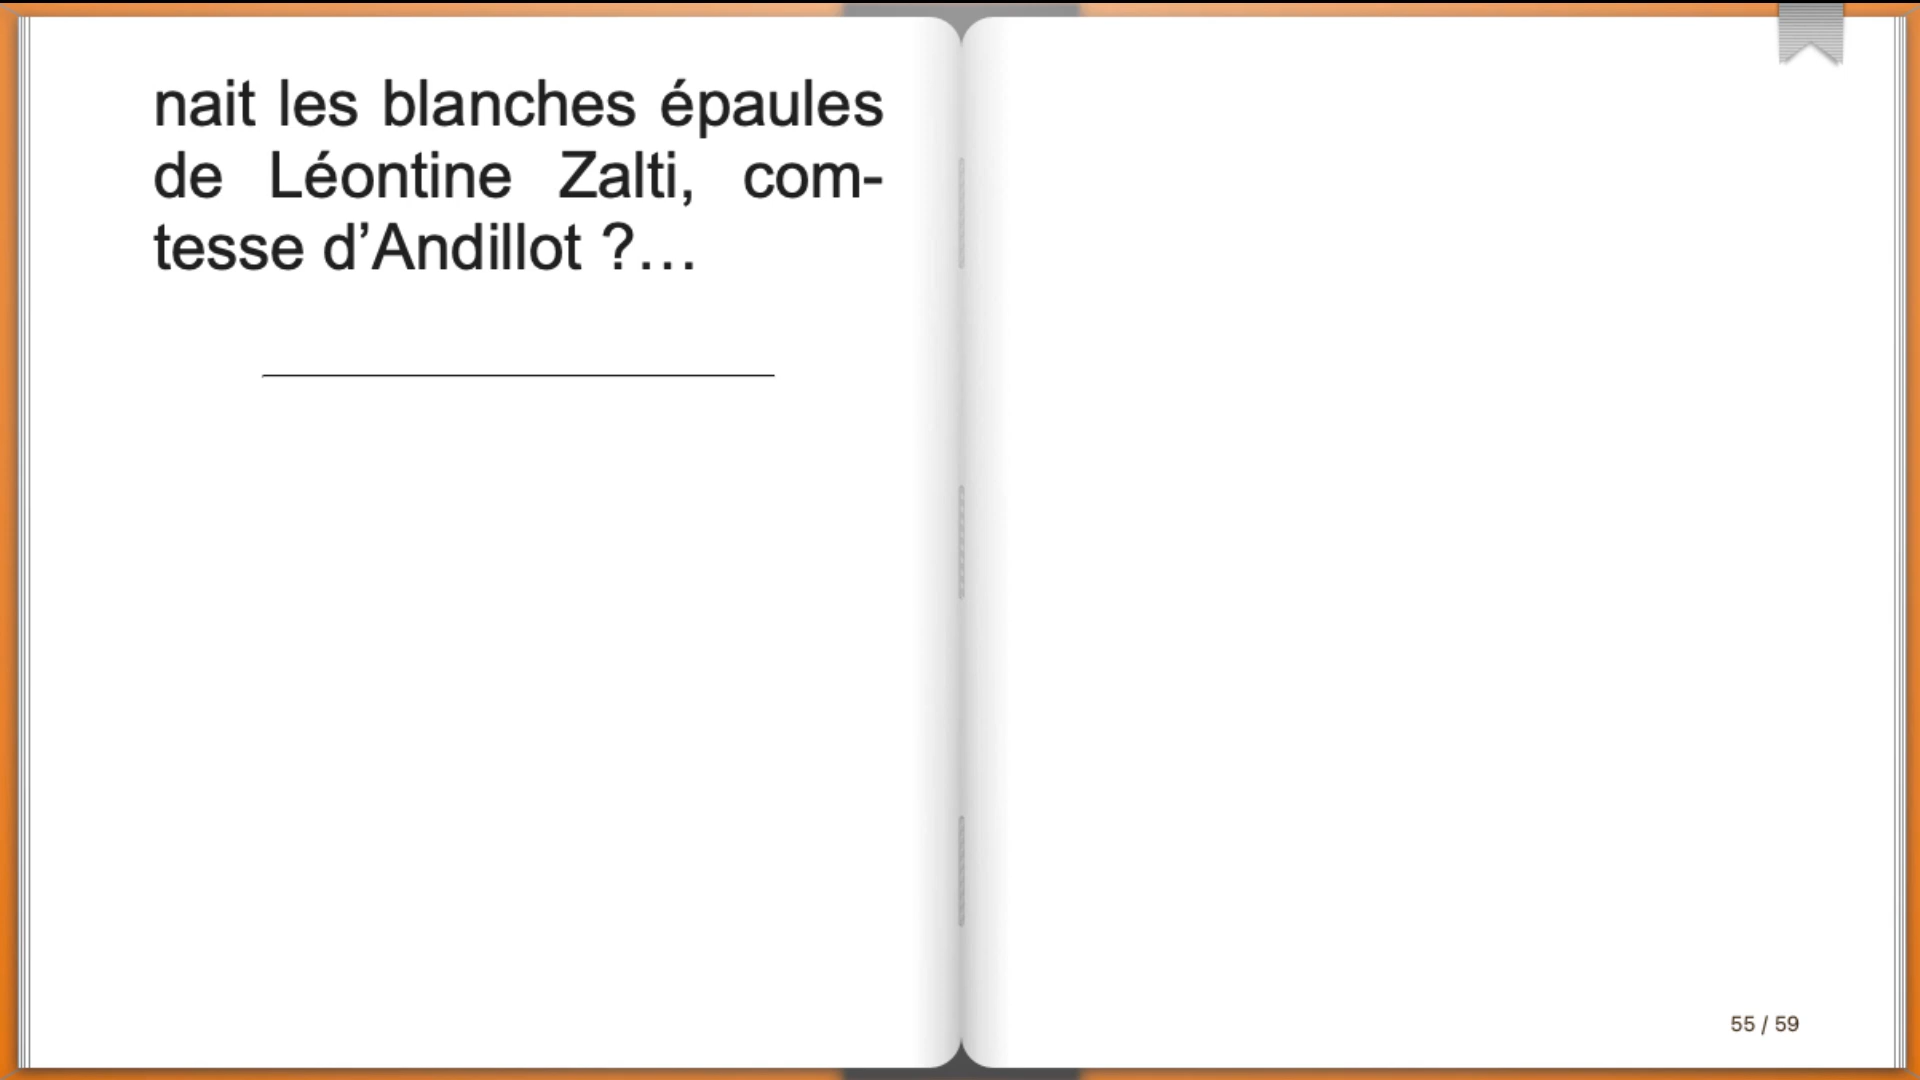 nait les blanches épaules
de Léontine Zalti, com-
tesse d’Andillot ?…
55 / 59